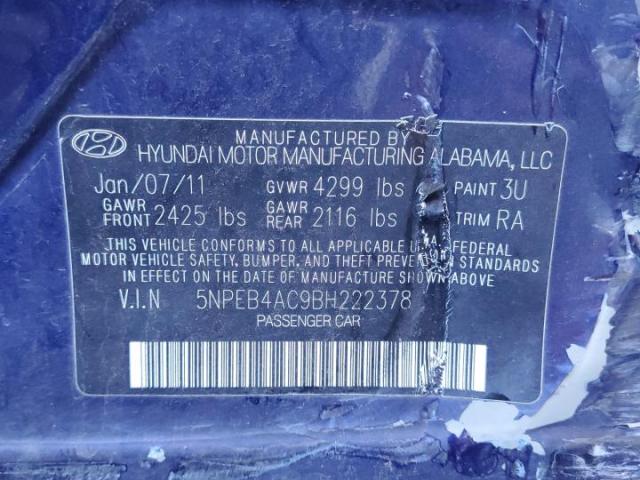 MANUFACTURED BY
HYUNDAI MOTOR MANUFACTURING ALABAMA, LLC
Jan/07/11 GVWR 4299 lbs PAINT 3U
GAWR FRONT 2425 lbs GAWR REAR 2116 lbs TRIM RA
THIS VEHICLE CONFORMS TO ALL APPLICABLE U.S. FEDERAL
MOTOR VEHICLE SAFETY, BUMPER, AND THEFT PREVENTION STANDARDS
IN EFFECT ON THE DATE OF MANUFACTURE SHOWN ABOVE
V.I.N 5NPEB4AC9BH222378
PASSENGER CAR